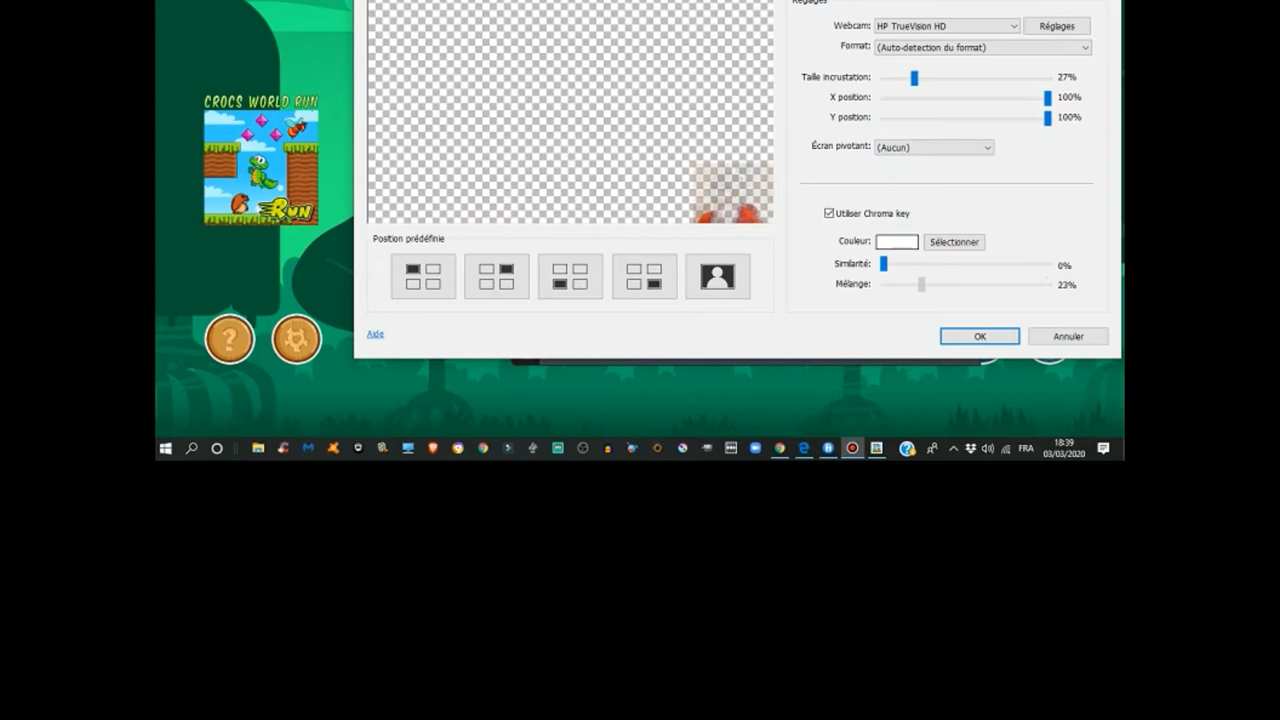 Réglages
Webcam: HP TrueVision HD Réglages
Format: (Auto-detection du format)
CROCS WORLD RUN
Taille incrustation: 27%
X position: 100%
Y position: 100%
Écran pivotant: (Aucun)
RUN
Utiliser Chroma key
Position prédéfinie
Couleur: Sélectionner
Similarité: 0%
Mélange: 23%
?
Aide
OK Annuler
FRA
18:39
03/03/2020